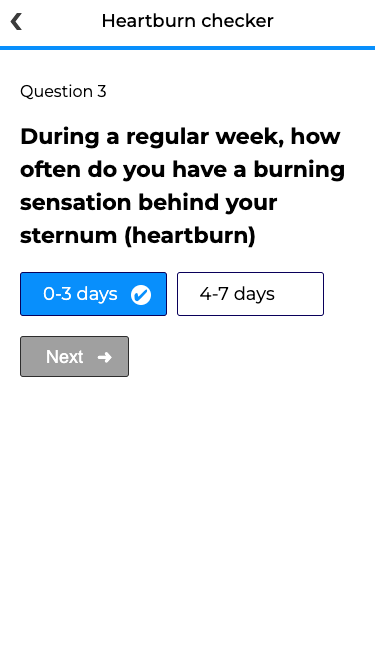 Heartburn checker
Question 3
During a regular week, how
often do you have a burning
sensation behind your
sternum (heartburn)
0-3 days
4-7 days
Next